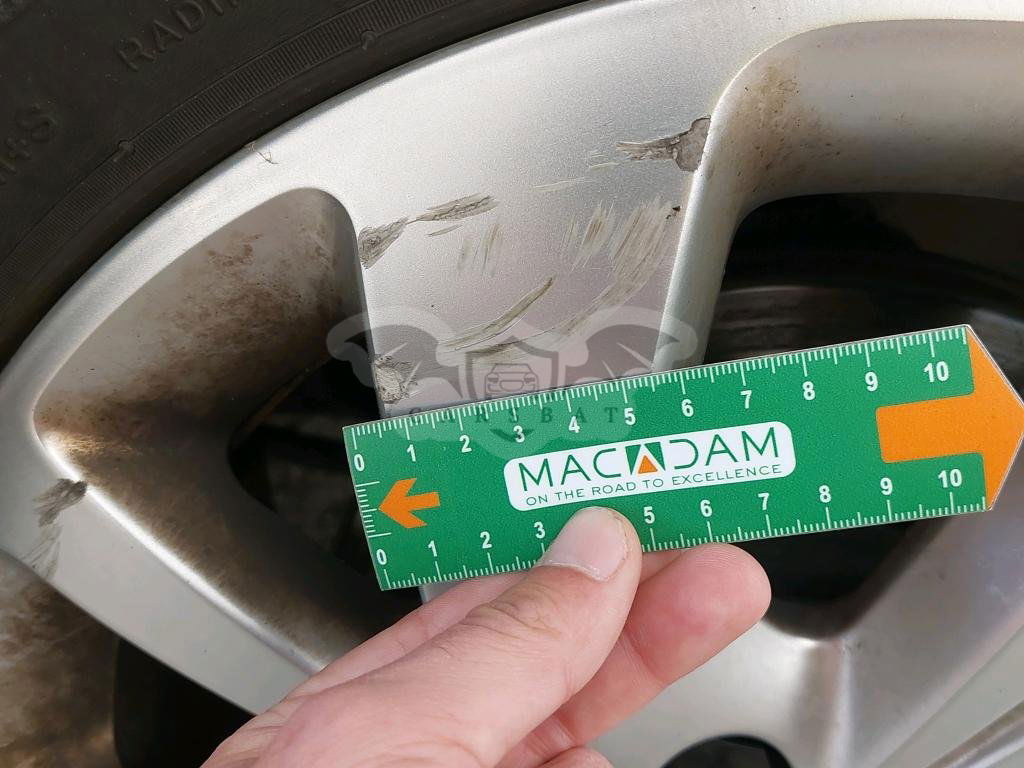 RADI
M+S
CARSBAT
0 1 2 3 4 5 6 7 8 9 10
MACADAM
ON THE ROAD TO EXCELLENCE
0 1 2 3 5 6 7 8 9 10